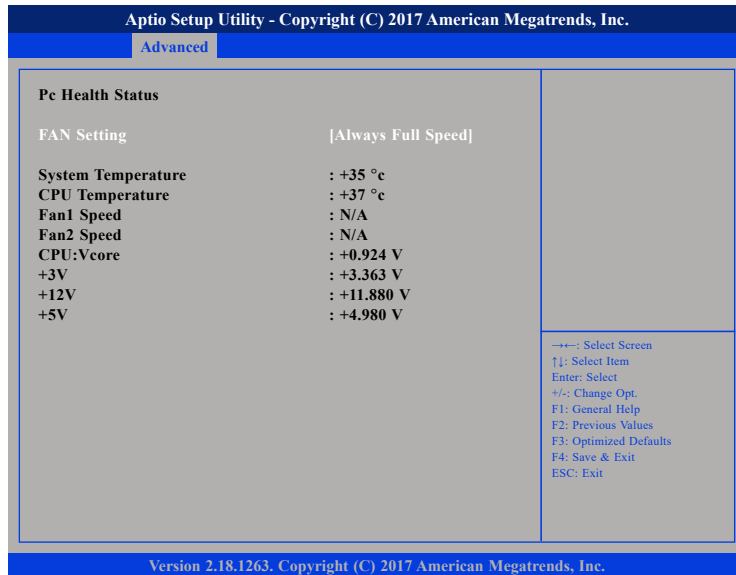 Aptio Setup Utility - Copyright (C) 2017 American Megatrends, Inc.
Advanced
Pc Health Status
FAN Setting [Always Full Speed]
System Temperature : +35 °c
CPU Temperature : +37 °c
Fan1 Speed : N/A
Fan2 Speed : N/A
CPU:Vcore : +0.924 V
+3V : +3.363 V
+12V : +11.880 V
+5V : +4.980 V
→←: Select Screen
↑↓: Select Item
Enter: Select
+/-: Change Opt.
F1: General Help
F2: Previous Values
F3: Optimized Defaults
F4: Save & Exit
ESC: Exit
Version 2.18.1263. Copyright (C) 2017 American Megatrends, Inc.